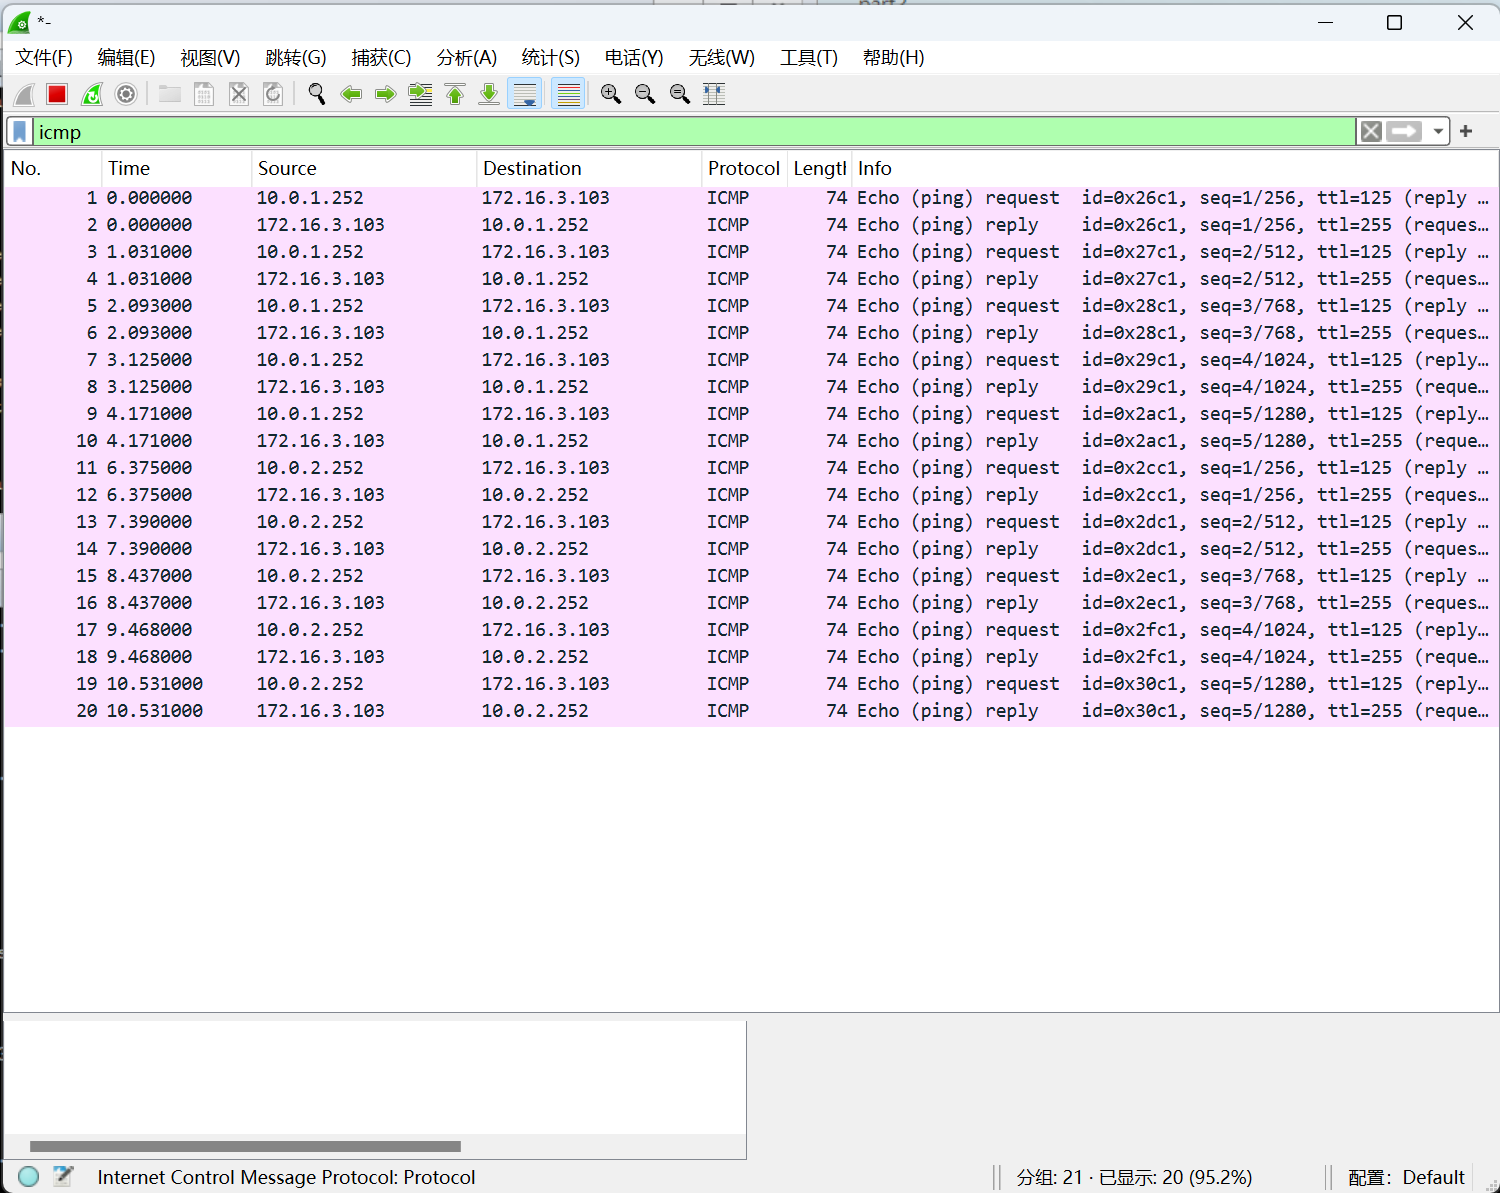 *-
文件(F) 编辑(E) 视图(V) 跳转(G) 捕获(C) 分析(A) 统计(S) 电话(Y) 无线(W) 工具(T) 帮助(H)
icmp
No. Time Source Destination Protocol Lengtl Info
1 0.000000 10.0.1.252 172.16.3.103 ICMP 74 Echo (ping) request id=0x26c1, seq=1/256, ttl=125 (reply …
2 0.000000 172.16.3.103 10.0.1.252 ICMP 74 Echo (ping) reply id=0x26c1, seq=1/256, ttl=255 (reques…
3 1.031000 10.0.1.252 172.16.3.103 ICMP 74 Echo (ping) request id=0x27c1, seq=2/512, ttl=125 (reply …
4 1.031000 172.16.3.103 10.0.1.252 ICMP 74 Echo (ping) reply id=0x27c1, seq=2/512, ttl=255 (reques…
5 2.093000 10.0.1.252 172.16.3.103 ICMP 74 Echo (ping) request id=0x28c1, seq=3/768, ttl=125 (reply …
6 2.093000 172.16.3.103 10.0.1.252 ICMP 74 Echo (ping) reply id=0x28c1, seq=3/768, ttl=255 (reques…
7 3.125000 10.0.1.252 172.16.3.103 ICMP 74 Echo (ping) request id=0x29c1, seq=4/1024, ttl=125 (reply…
8 3.125000 172.16.3.103 10.0.1.252 ICMP 74 Echo (ping) reply id=0x29c1, seq=4/1024, ttl=255 (reque…
9 4.171000 10.0.1.252 172.16.3.103 ICMP 74 Echo (ping) request id=0x2ac1, seq=5/1280, ttl=125 (reply…
10 4.171000 172.16.3.103 10.0.1.252 ICMP 74 Echo (ping) reply id=0x2ac1, seq=5/1280, ttl=255 (reque…
11 6.375000 10.0.2.252 172.16.3.103 ICMP 74 Echo (ping) request id=0x2cc1, seq=1/256, ttl=125 (reply …
12 6.375000 172.16.3.103 10.0.2.252 ICMP 74 Echo (ping) reply id=0x2cc1, seq=1/256, ttl=255 (reques…
13 7.390000 10.0.2.252 172.16.3.103 ICMP 74 Echo (ping) request id=0x2dc1, seq=2/512, ttl=125 (reply …
14 7.390000 172.16.3.103 10.0.2.252 ICMP 74 Echo (ping) reply id=0x2dc1, seq=2/512, ttl=255 (reques…
15 8.437000 10.0.2.252 172.16.3.103 ICMP 74 Echo (ping) request id=0x2ec1, seq=3/768, ttl=125 (reply …
16 8.437000 172.16.3.103 10.0.2.252 ICMP 74 Echo (ping) reply id=0x2ec1, seq=3/768, ttl=255 (reques…
17 9.468000 10.0.2.252 172.16.3.103 ICMP 74 Echo (ping) request id=0x2fc1, seq=4/1024, ttl=125 (reply…
18 9.468000 172.16.3.103 10.0.2.252 ICMP 74 Echo (ping) reply id=0x2fc1, seq=4/1024, ttl=255 (reque…
19 10.531000 10.0.2.252 172.16.3.103 ICMP 74 Echo (ping) request id=0x30c1, seq=5/1280, ttl=125 (reply…
20 10.531000 172.16.3.103 10.0.2.252 ICMP 74 Echo (ping) reply id=0x30c1, seq=5/1280, ttl=255 (reque…
Internet Control Message Protocol: Protocol 分组: 21 · 已显示: 20 (95.2%) 配置: Default